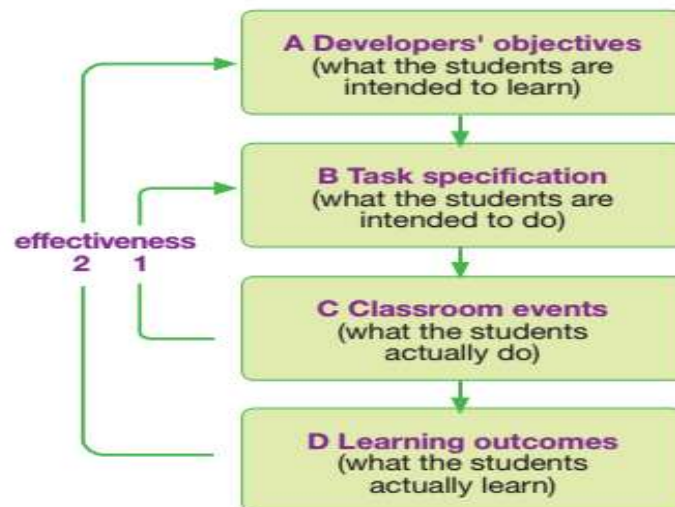 A Developers' objectives
(what the students are
intended to learn)
B Task specification
(what the students are
intended to do)
effectiveness
2 1
C Classroom events
(what the students
actually do)
D Learning outcomes
(what the students
actually learn)